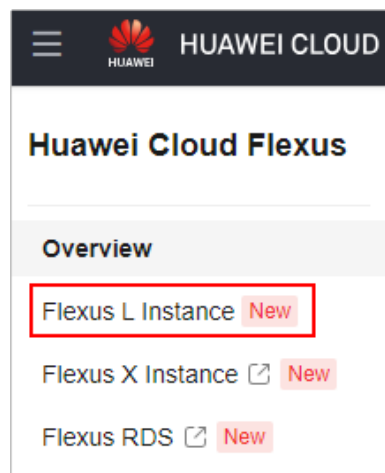 HUAWEI
HUAWEI CLOUD
Huawei Cloud Flexus
Overview
Flexus L Instance New
Flexus X Instance New
Flexus RDS New